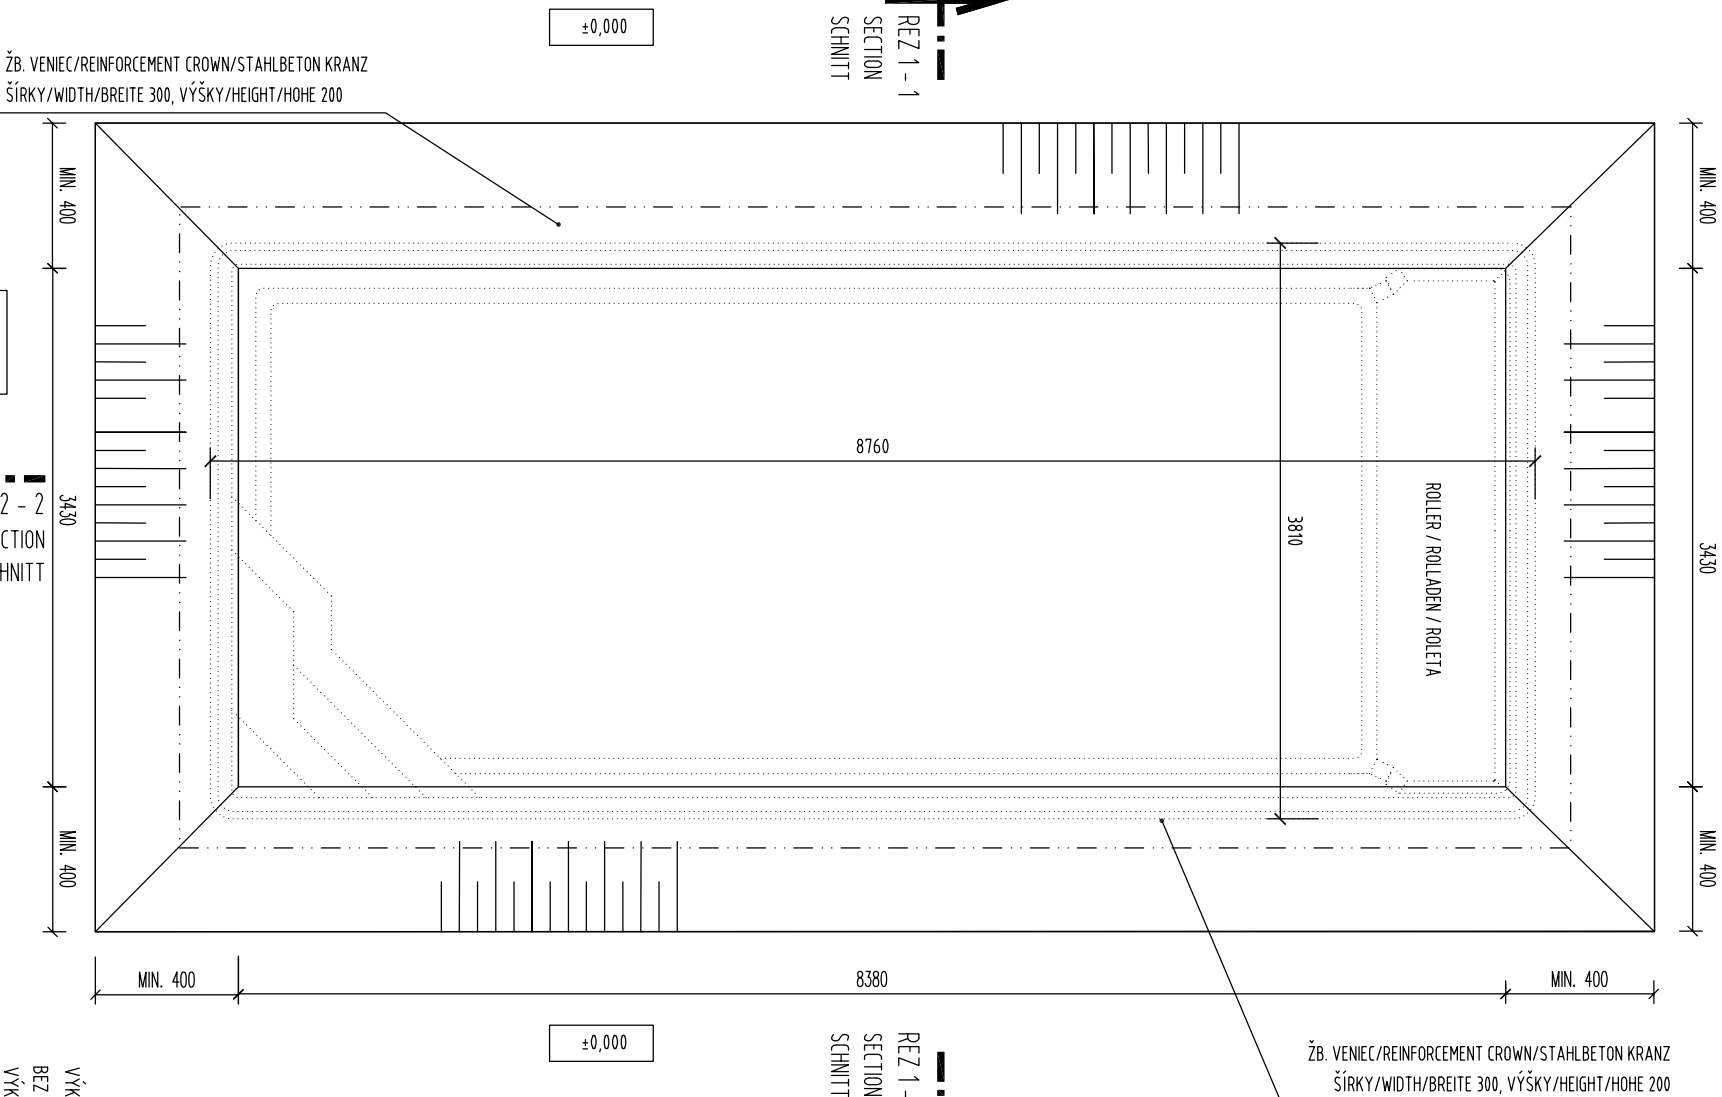 ±0,000
REZ 1 - 1
SECTION
SCHNITT
ŽB. VENIEC/REINFORCEMENT CROWN/STAHLBETON KRANZ
ŠÍRKY/WIDTH/BREITE 300, VÝŠKY/HEIGHT/HOHE 200
MIN. 400
MIN. 400
8760
3810
ROLLER / ROLLADEN / ROLETA
2 - 2
CTION
HNITT
3430
3430
MIN. 400
MIN. 400
MIN. 400
8380
MIN. 400
±0,000
REZ 1 -
SECTION
SCHNITT
ŽB. VENIEC/REINFORCEMENT CROWN/STAHLBETON KRANZ
ŠÍRKY/WIDTH/BREITE 300, VÝŠKY/HEIGHT/HOHE 200
VÝK
BEZ
VÝK